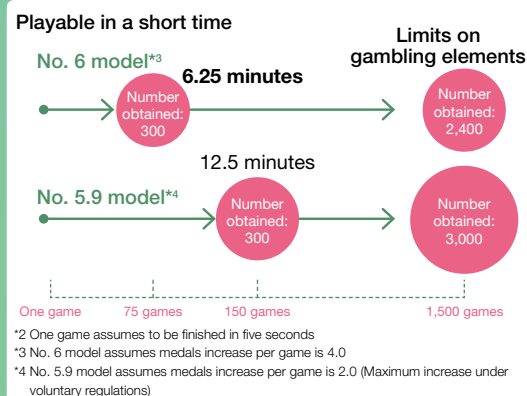 Playable in a short time
Limits on
gambling elements
No. 6 model*3
6.25 minutes
Number
obtained:
300
Number
obtained:
2,400
12.5 minutes
No. 5.9 model*4
Number
obtained:
300
Number
obtained:
3,000
One game
75 games
150 games
1,500 games
*2 One game assumes to be finished in five seconds
*3 No. 6 model assumes medals increase per game is 4.0
*4 No. 5.9 model assumes medals increase per game is 2.0 (Maximum increase under
voluntary regulations)